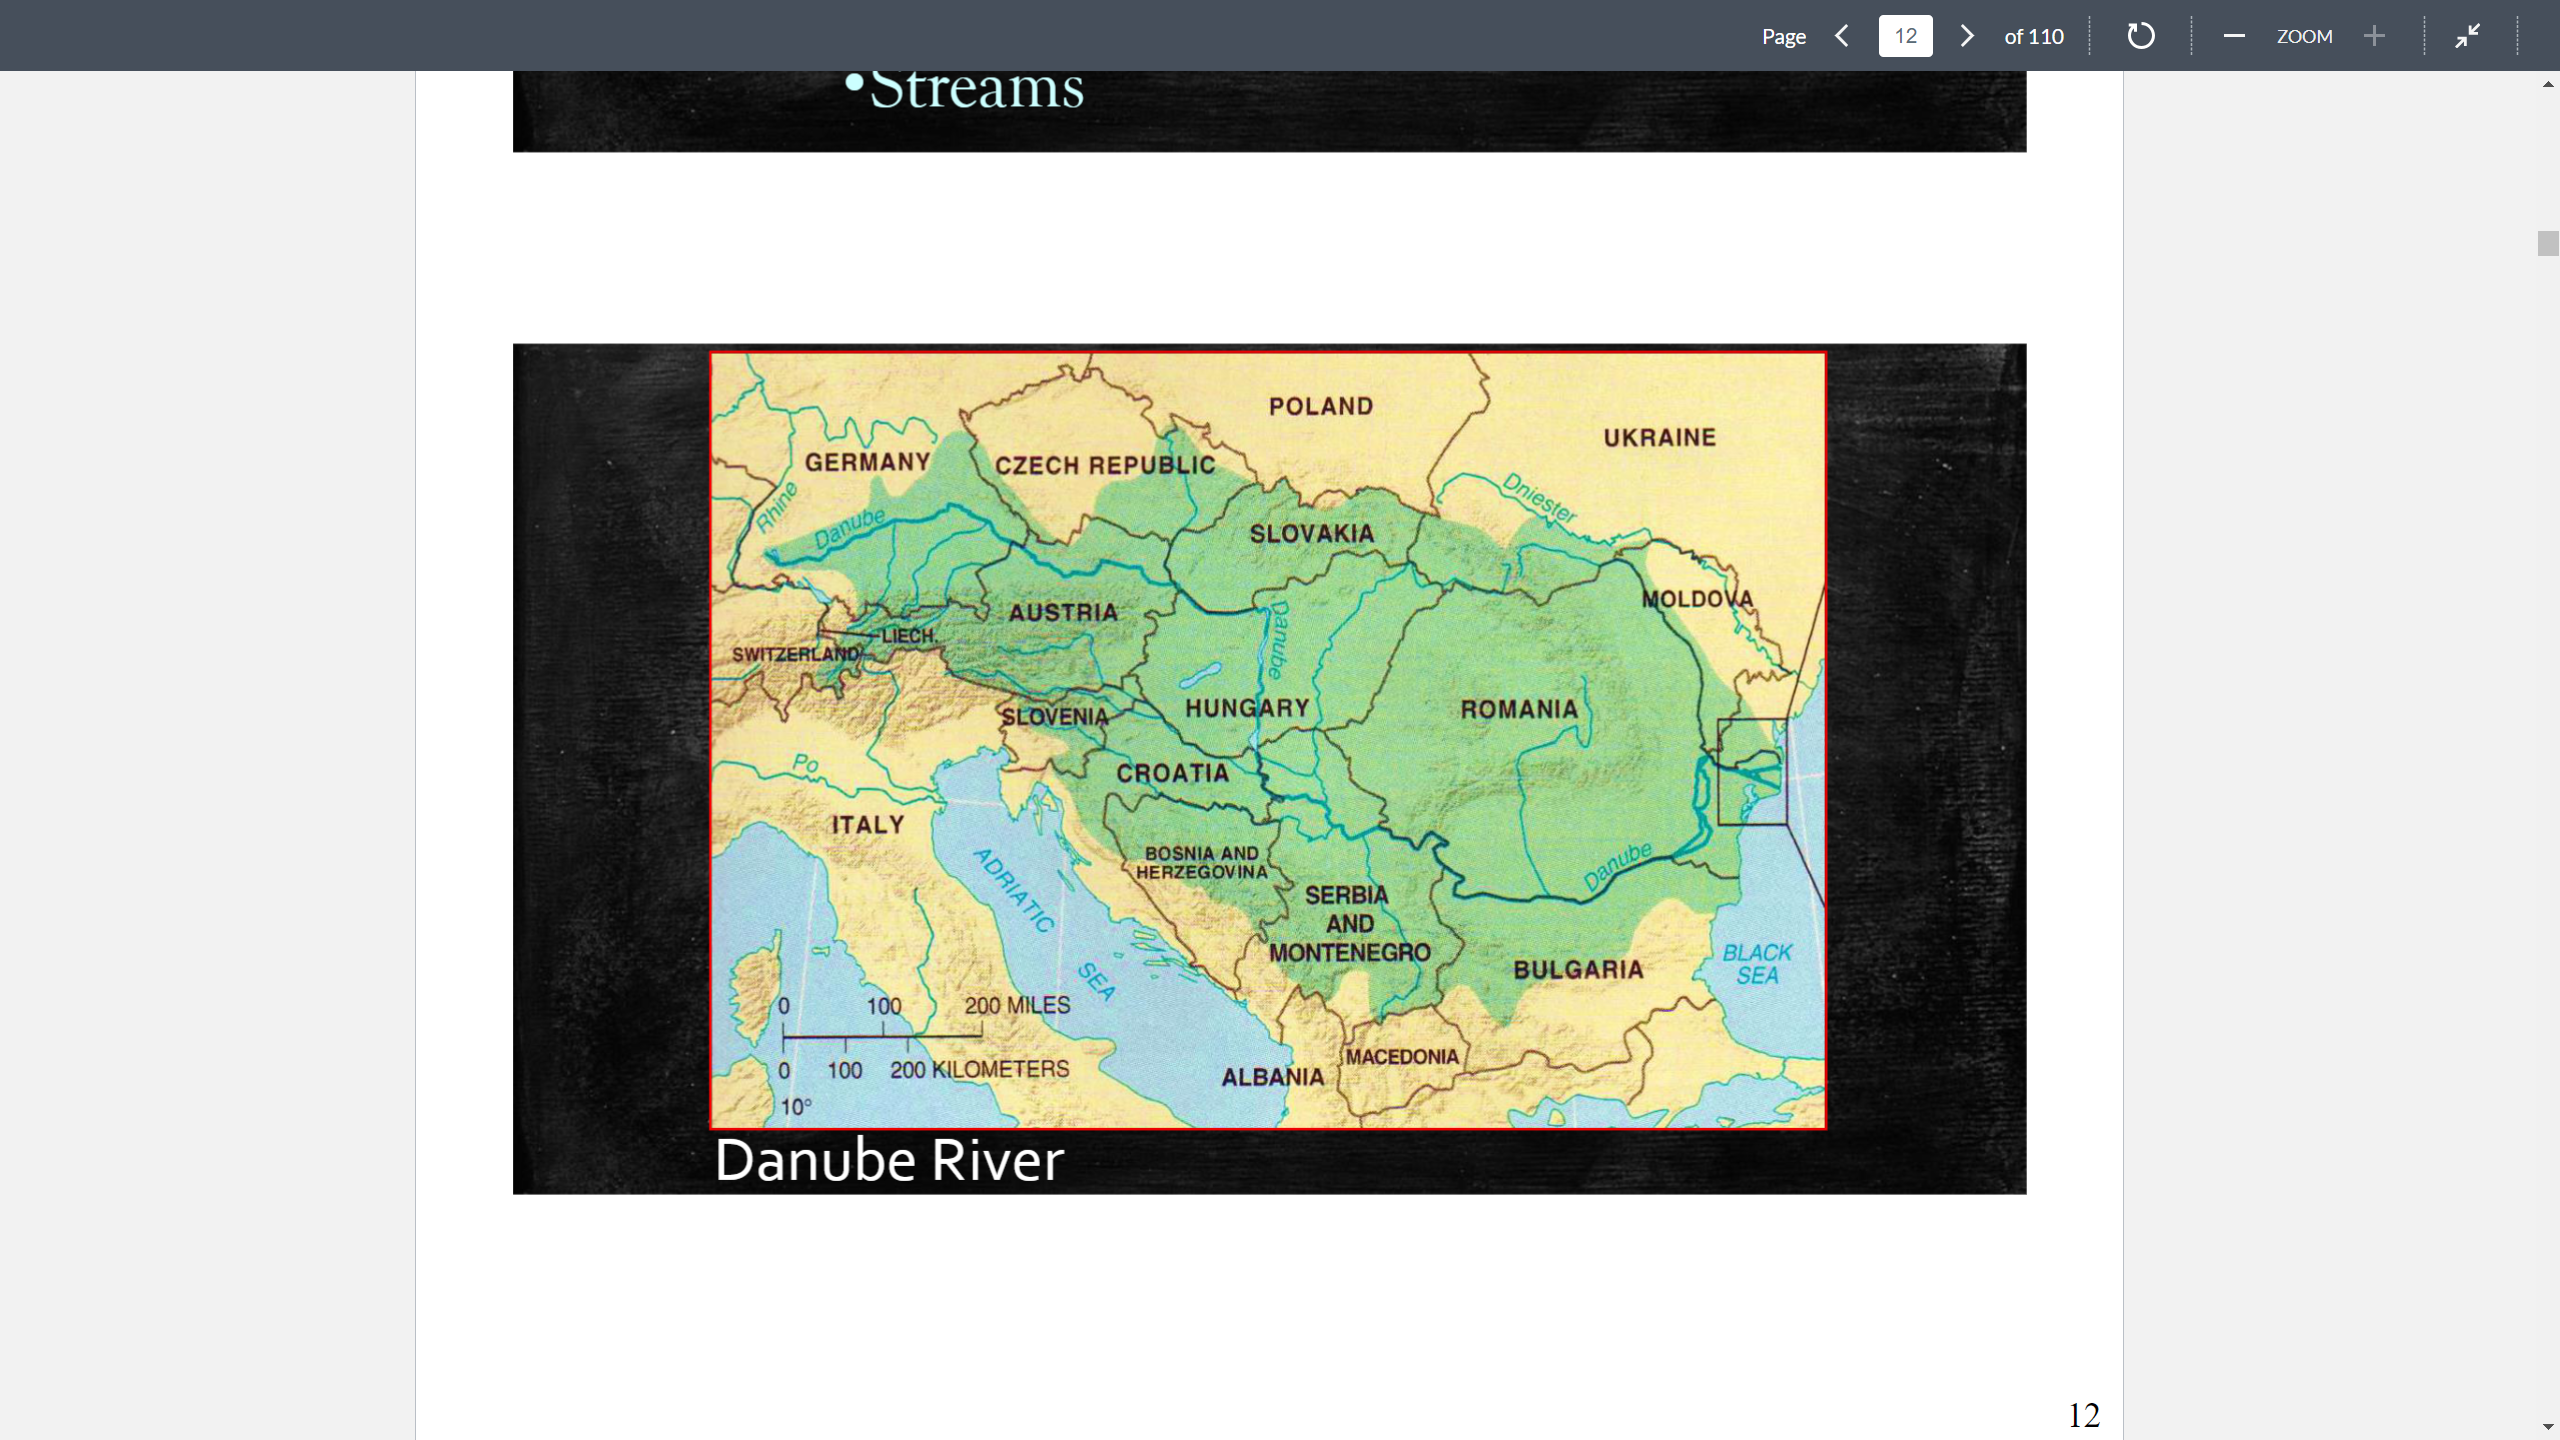 Page 12 of 110 ZOOM
•Streams
POLAND
UKRAINE
GERMANY
CZECH REPUBLIC
Rhine
Danube
Dniester
SLOVAKIA
AUSTRIA
MOLDOVA
LIECH.
SWITZERLAND
Danube
SLOVENIA
HUNGARY
ROMANIA
Po
CROATIA
ITALY
BOSNIA AND
HERZEGOVINA
ADRIATIC
SEA
SERBIA
AND
MONTENEGRO
Danube
BULGARIA
BLACK
SEA
0 100 200 MILES
0 100 200 KILOMETERS
10°
ALBANIA
MACEDONIA
Danube River
12